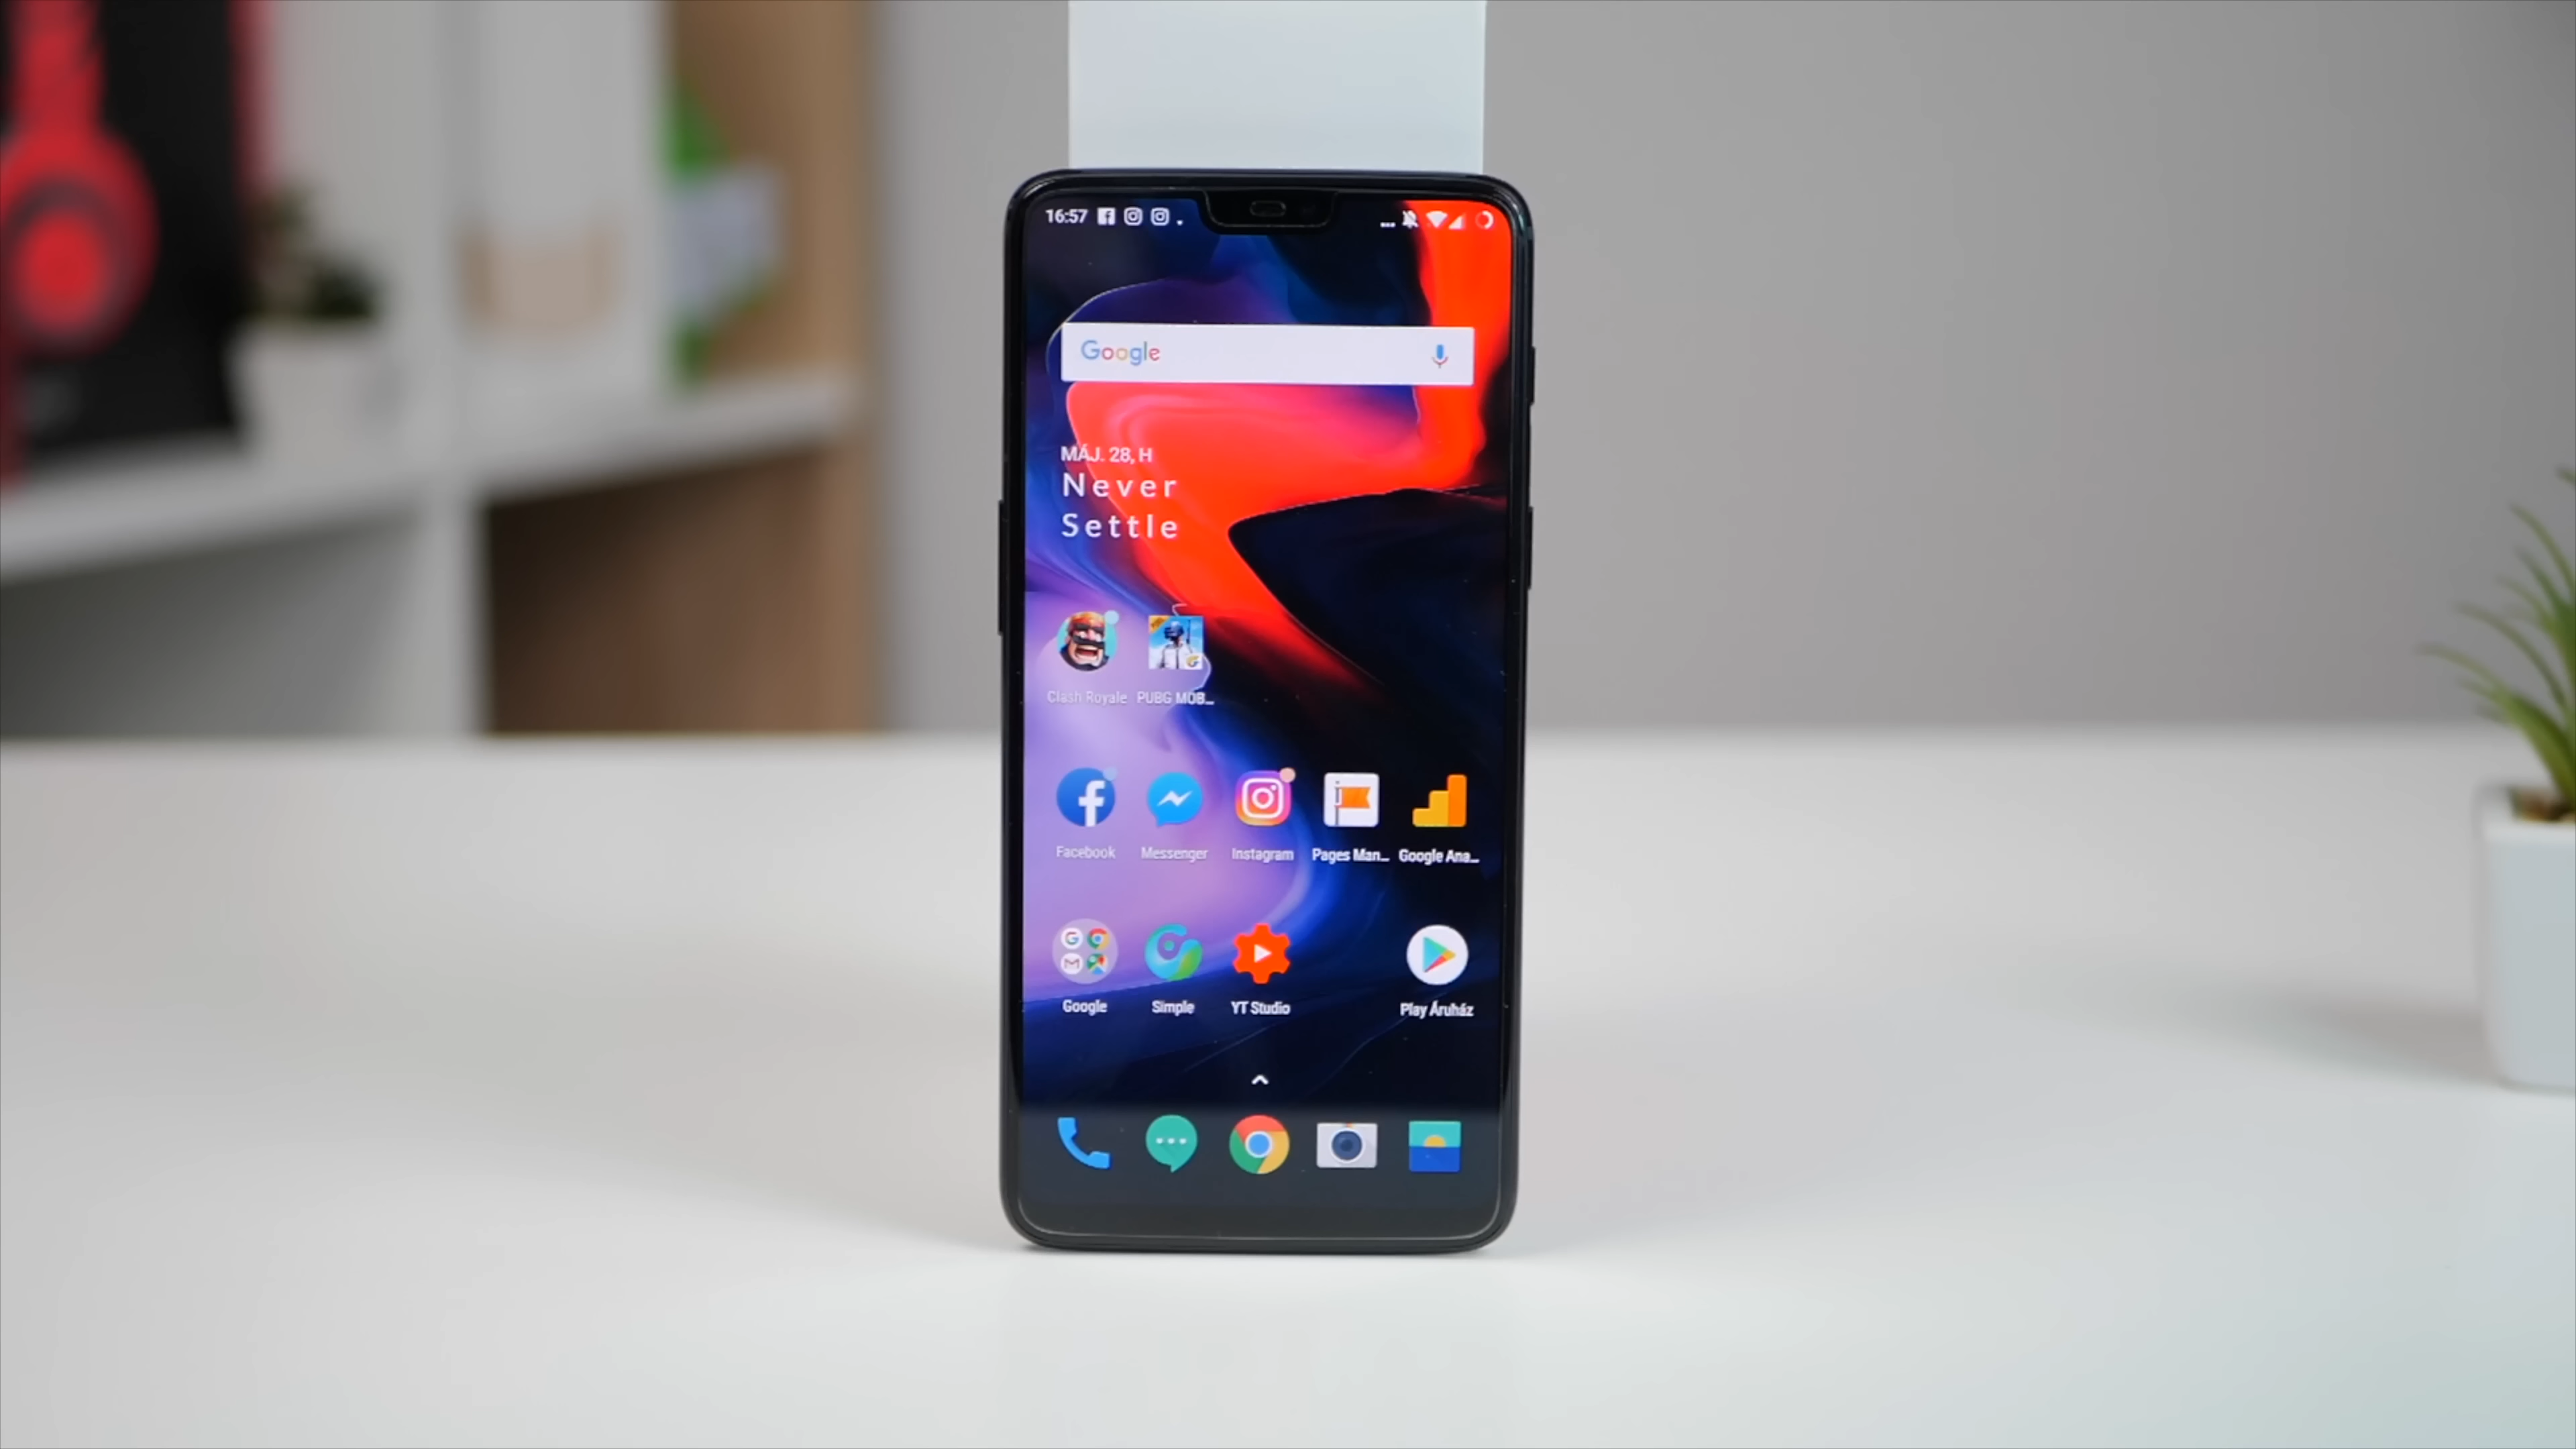 16:57
Google
MÁJ. 28, H
Never
Settle
Clash Royale PUBG MOB...
Facebook Messenger Instagram Pages Man... Google Ana...
Google Simple YT Studio Play Áruház